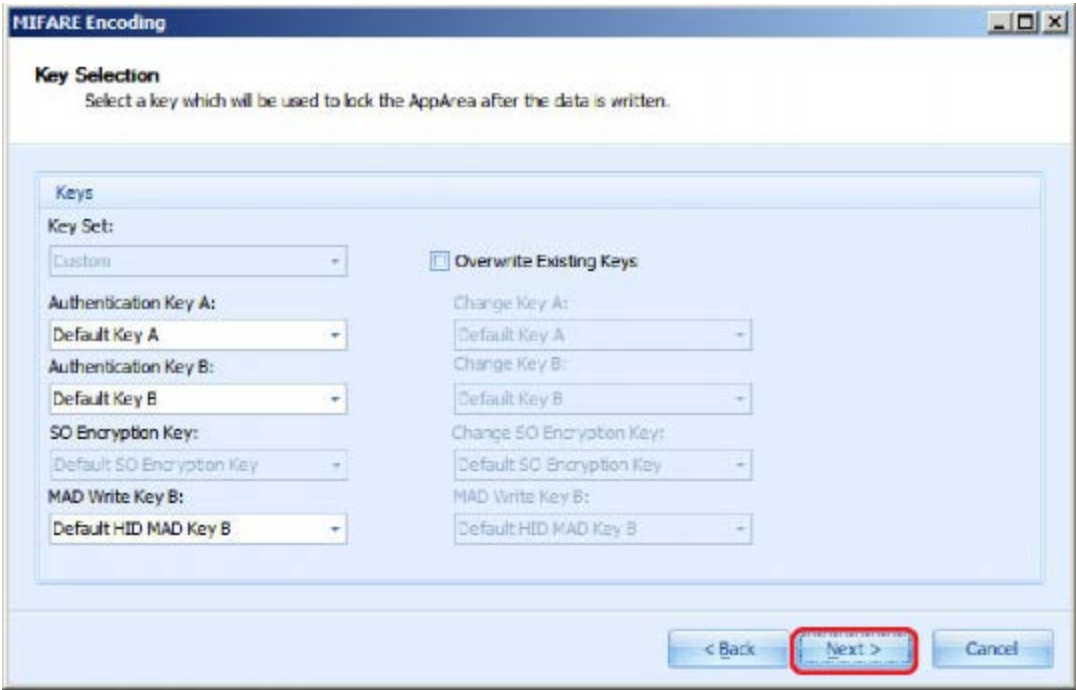 MIFARE Encoding
Key Selection
Select a key which will be used to lock the AppArea after the data is written.
Keys
Key Set:
Custom
Overwrite Existing Keys
Authentication Key A:
Change Key A:
Default Key A
Default Key A
Authentication Key B:
Change Key B:
Default Key B
Default Key B
SO Encryption Key:
Change SO Encryption Key:
Default SO Encryption Key
Default SO Encryption Key
MAD Write Key B:
MAD Write Key B:
Default HID MAD Key B
Default HID MAD Key B
< Back
Next >
Cancel